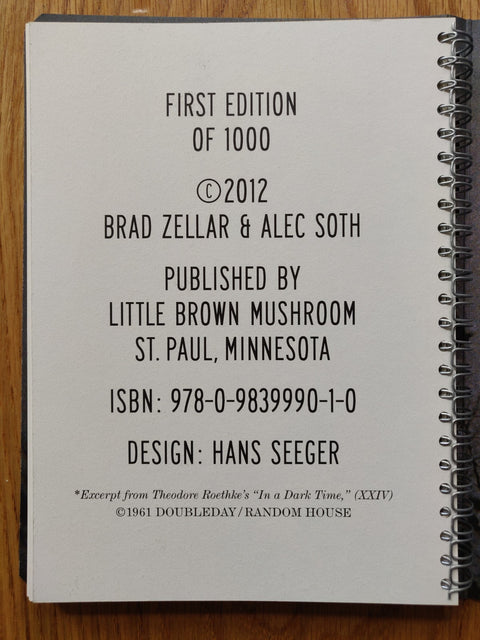 FIRST EDITION
OF 1000
©2012
BRAD ZELLAR & ALEC SOTH
PUBLISHED BY
LITTLE BROWN MUSHROOM
ST. PAUL, MINNESOTA
ISBN: 978-0-9839990-1-0
DESIGN: HANS SEEGER
*Excerpt from Theodore Roethke's "In a Dark Time," (XXIV)
©1961 DOUBLEDAY/RANDOM HOUSE